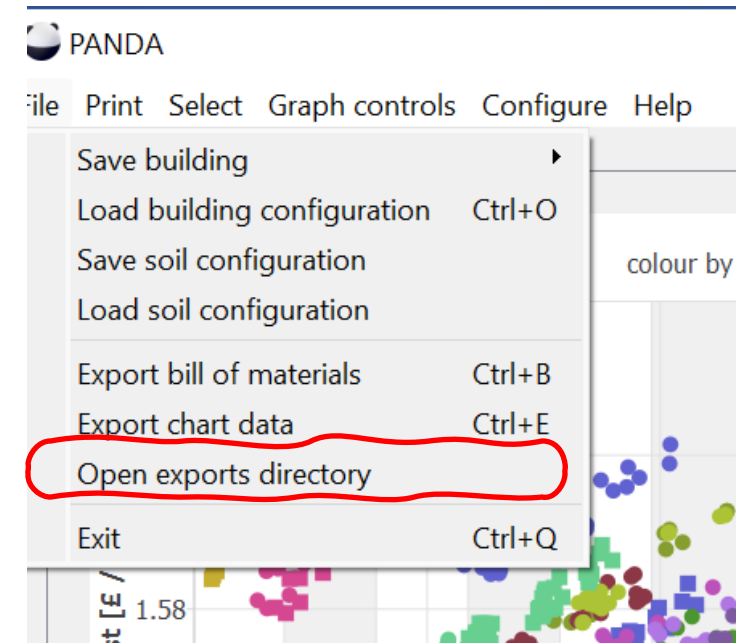 PANDA
File Print Select Graph controls Configure Help
Save building
Load building configuration Ctrl+O
Save soil configuration
colour by
Load soil configuration
Export bill of materials Ctrl+B
Export chart data Ctrl+E
Open exports directory
Exit Ctrl+Q
1.58